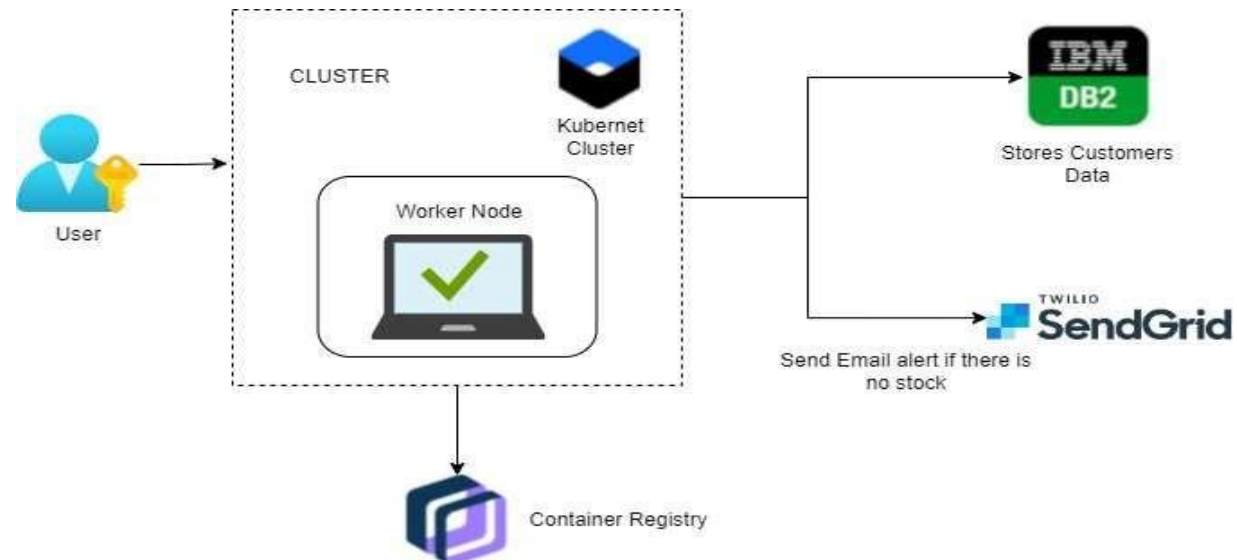 CLUSTER
Kubernet
Cluster
Worker Node
User
IBM
DB2
Stores Customers
Data
TWILIO
SendGrid
Send Email alert if there is
no stock
Container Registry